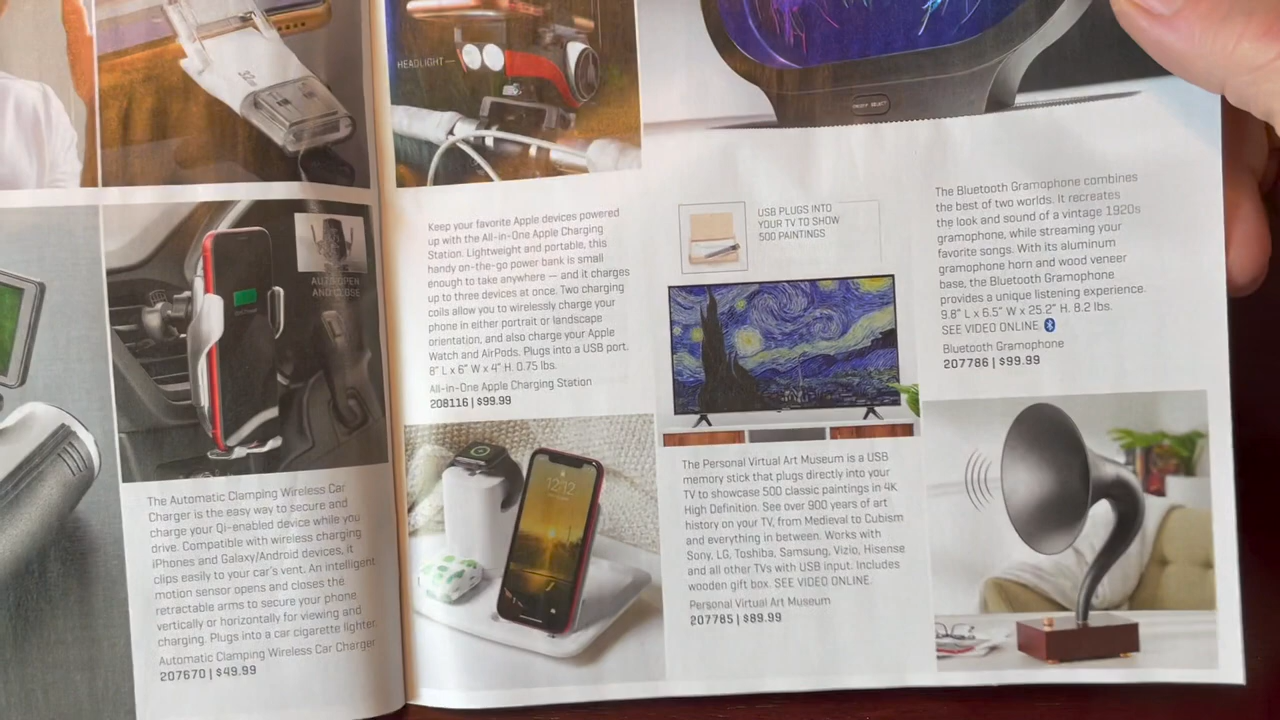 32
AUTO OPEN
AND CLOSE
The Automatic Clamping Wireless Car
Charger is the easy way to secure and
charge your Qi-enabled device while you
drive. Compatible with wireless charging
iPhones and Galaxy/Android devices, it
clips easily to your car's vent. An intelligent
motion sensor opens and closes the
retractable arms to secure your phone
vertically or horizontally for viewing and
charging. Plugs into a car cigarette lighter.
Automatic Clamping Wireless Car Charger
207670 | $49.99
HEADLIGHT
Keep your favorite Apple devices powered
up with the All-in-One Apple Charging
Station. Lightweight and portable, this
handy on-the-go power bank is small
enough to take anywhere — and it charges
up to three devices at once. Two charging
coils allow you to wirelessly charge your
phone in either portrait or landscape
orientation, and also charge your Apple
Watch and AirPods. Plugs into a USB port.
8" L x 6" W x 4" H. 0.75 lbs.
All-in-One Apple Charging Station
208116 | $99.99
12:12
ON/OFF SELECT
USB PLUGS INTO
YOUR TV TO SHOW
500 PAINTINGS
The Personal Virtual Art Museum is a USB
memory stick that plugs directly into your
TV to showcase 500 classic paintings in 4K
High Definition. See over 900 years of art
history on your TV, from Medieval to Cubism
and everything in between. Works with
Sony, LG, Toshiba, Samsung, Vizio, Hisense
and all other TVs with USB input. Includes
wooden gift box. SEE VIDEO ONLINE.
Personal Virtual Art Museum
207785 | $89.99
The Bluetooth Gramophone combines
the best of two worlds. It recreates
the look and sound of a vintage 1920s
gramophone, while streaming your
favorite songs. With its aluminum
gramophone horn and wood veneer
base, the Bluetooth Gramophone
provides a unique listening experience.
9.8" L x 6.5" W x 25.2" H. 8.2 lbs.
SEE VIDEO ONLINE.
Bluetooth Gramophone
207786 | $99.99